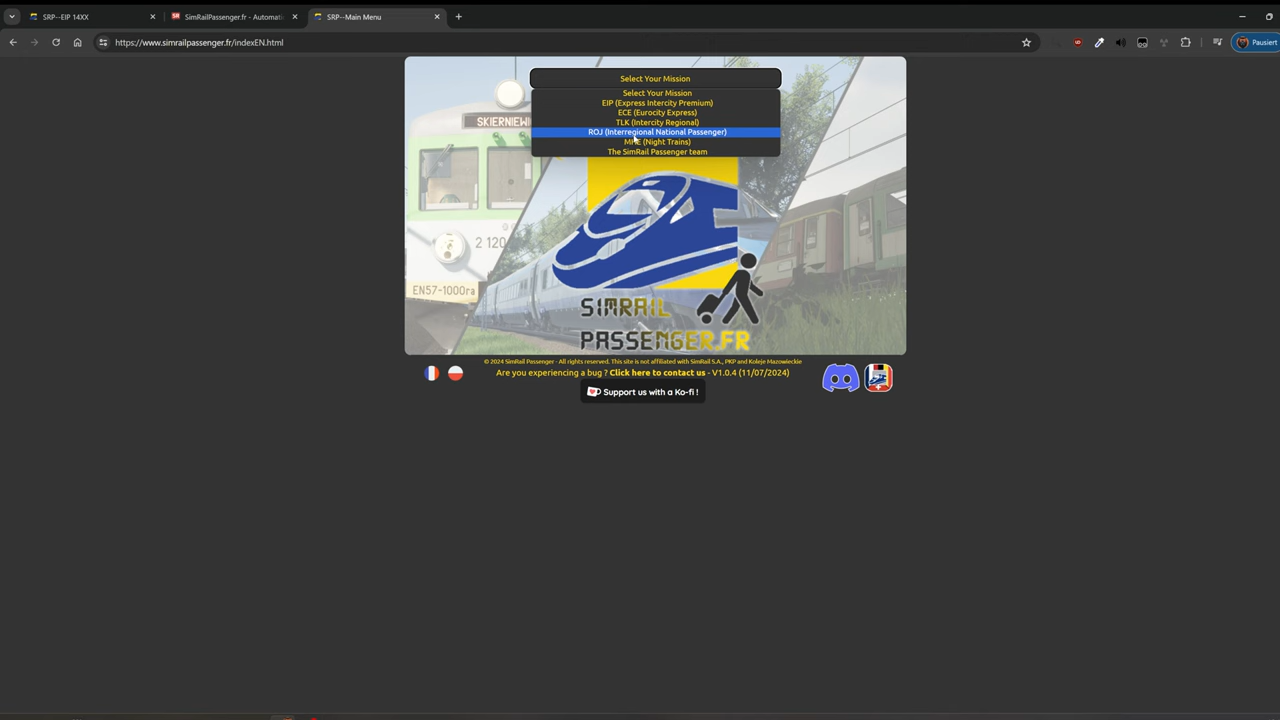 SRP--EIP 14XX
SimRailPassenger.fr - Automati
SRP--Main Menu
https://www.simrailpassenger.fr/indexEN.html
Pausiert
Select Your Mission
Select Your Mission
EIP (Express Intercity Premium)
ECE (Eurocity Express)
TLK (Intercity Regional)
ROJ (Interregional National Passenger)
(Night Trains)
The SimRail Passenger team
SKIERNIEWI
2 120
EN57-1000ra
SIMRAIL
PASSENGER.FR
© 2024 SimRail Passenger - All rights reserved. This site is not affiliated with SimRail S.A., PKP and Koleje Mazowieckie
Are you experiencing a bug ? Click here to contact us - V1.0.4 (11/07/2024)
Support us with a Ko-fi !